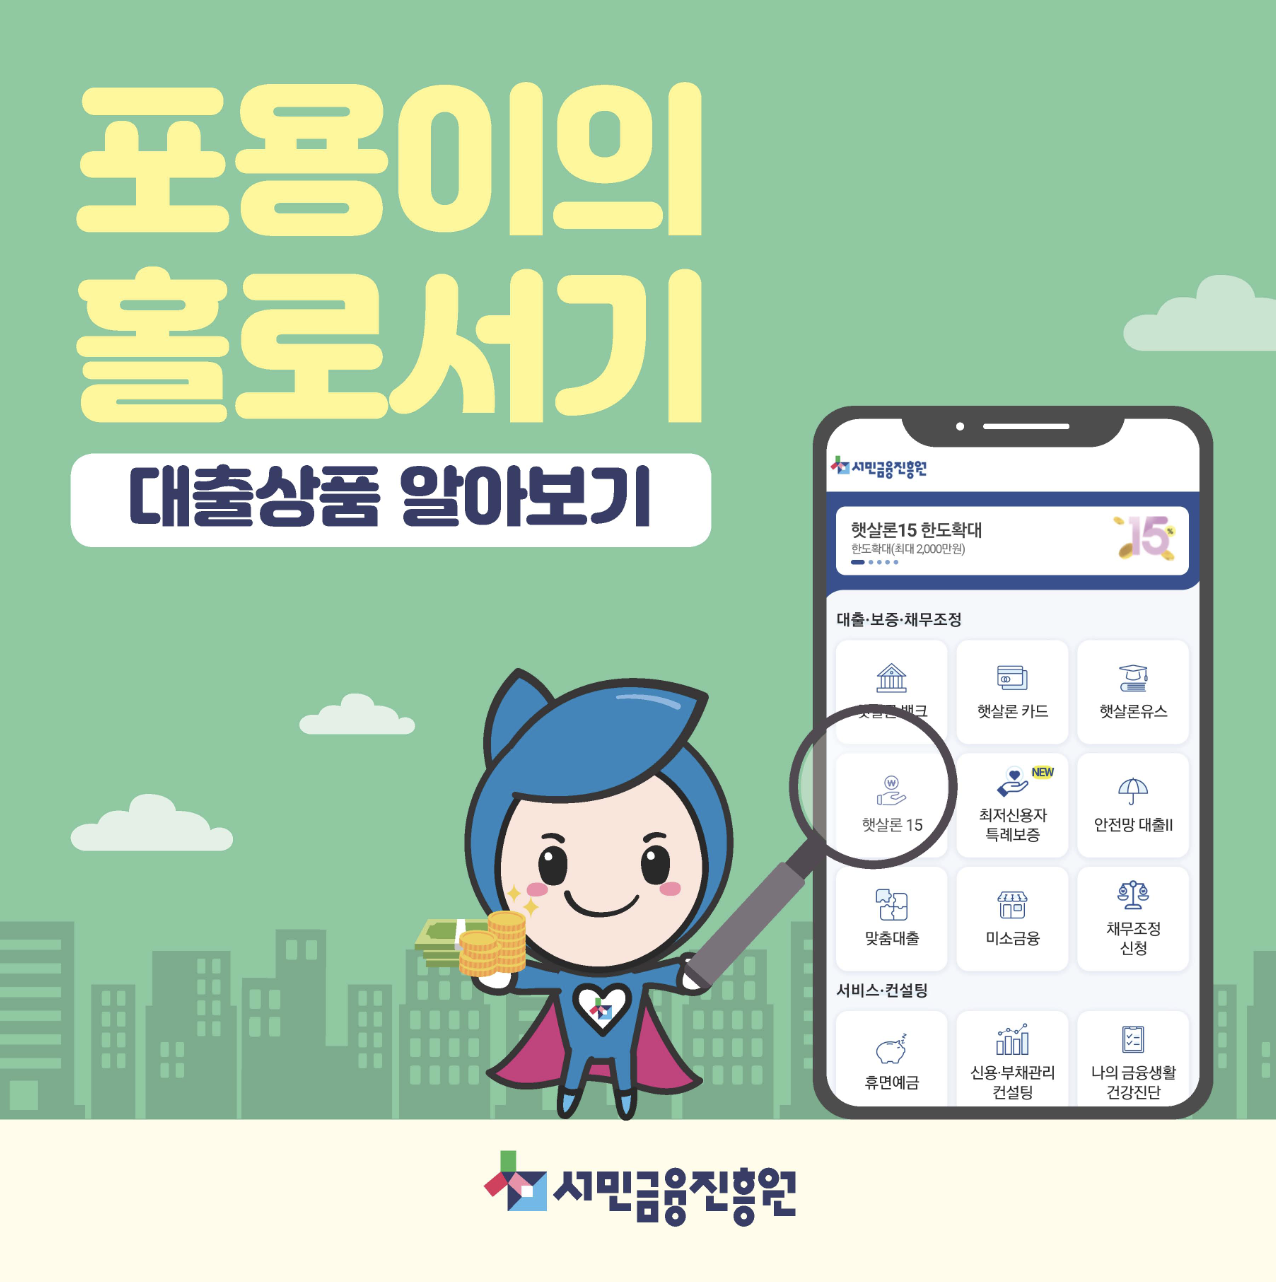 포용이의
홀로서기
대출상품 알아보기
서민금융진흥원
햇살론15 한도확대
한도확대(최대 2,000만원)
15
대출·보증·채무조정
햇살론 뱅크
햇살론 카드
햇살론유스
햇살론 15
NEW
최저신용자
특례보증
안전망 대출II
맞춤대출
미소금융
채무조정
신청
서비스·컨설팅
휴면예금
신용·부채관리
컨설팅
나의 금융생활
건강진단
서민금융진흥원